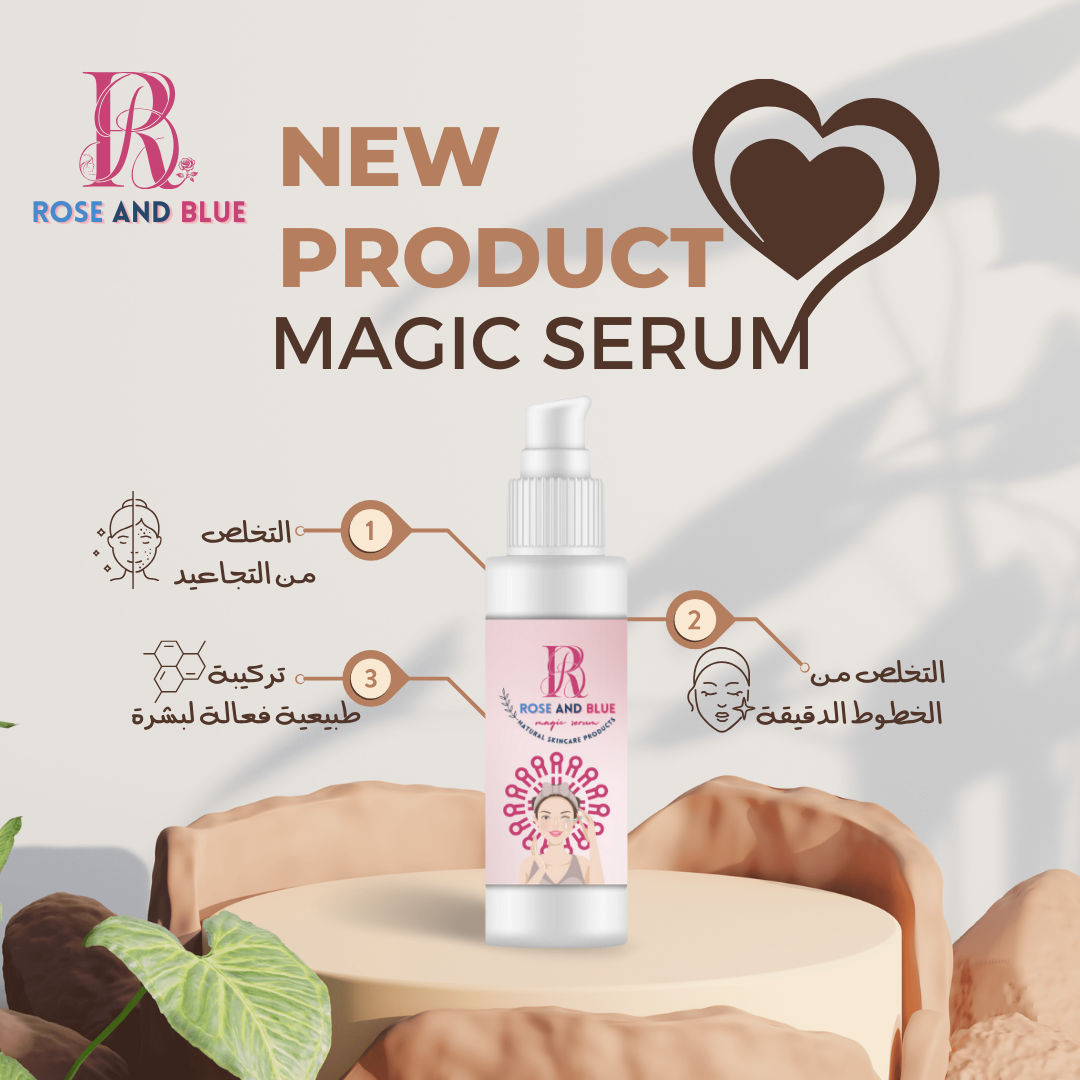 ROSE AND BLUE
NEW
PRODUCT
MAGIC SERUM
1
التخلص
من التجاعيد
2
التخلص من
الخطوط الدقيقة
3
تركيبة
طبيعية فعالة لبشرة
ROSE AND BLUE
magic serum
NATURAL SKINCARE PRODUCTS